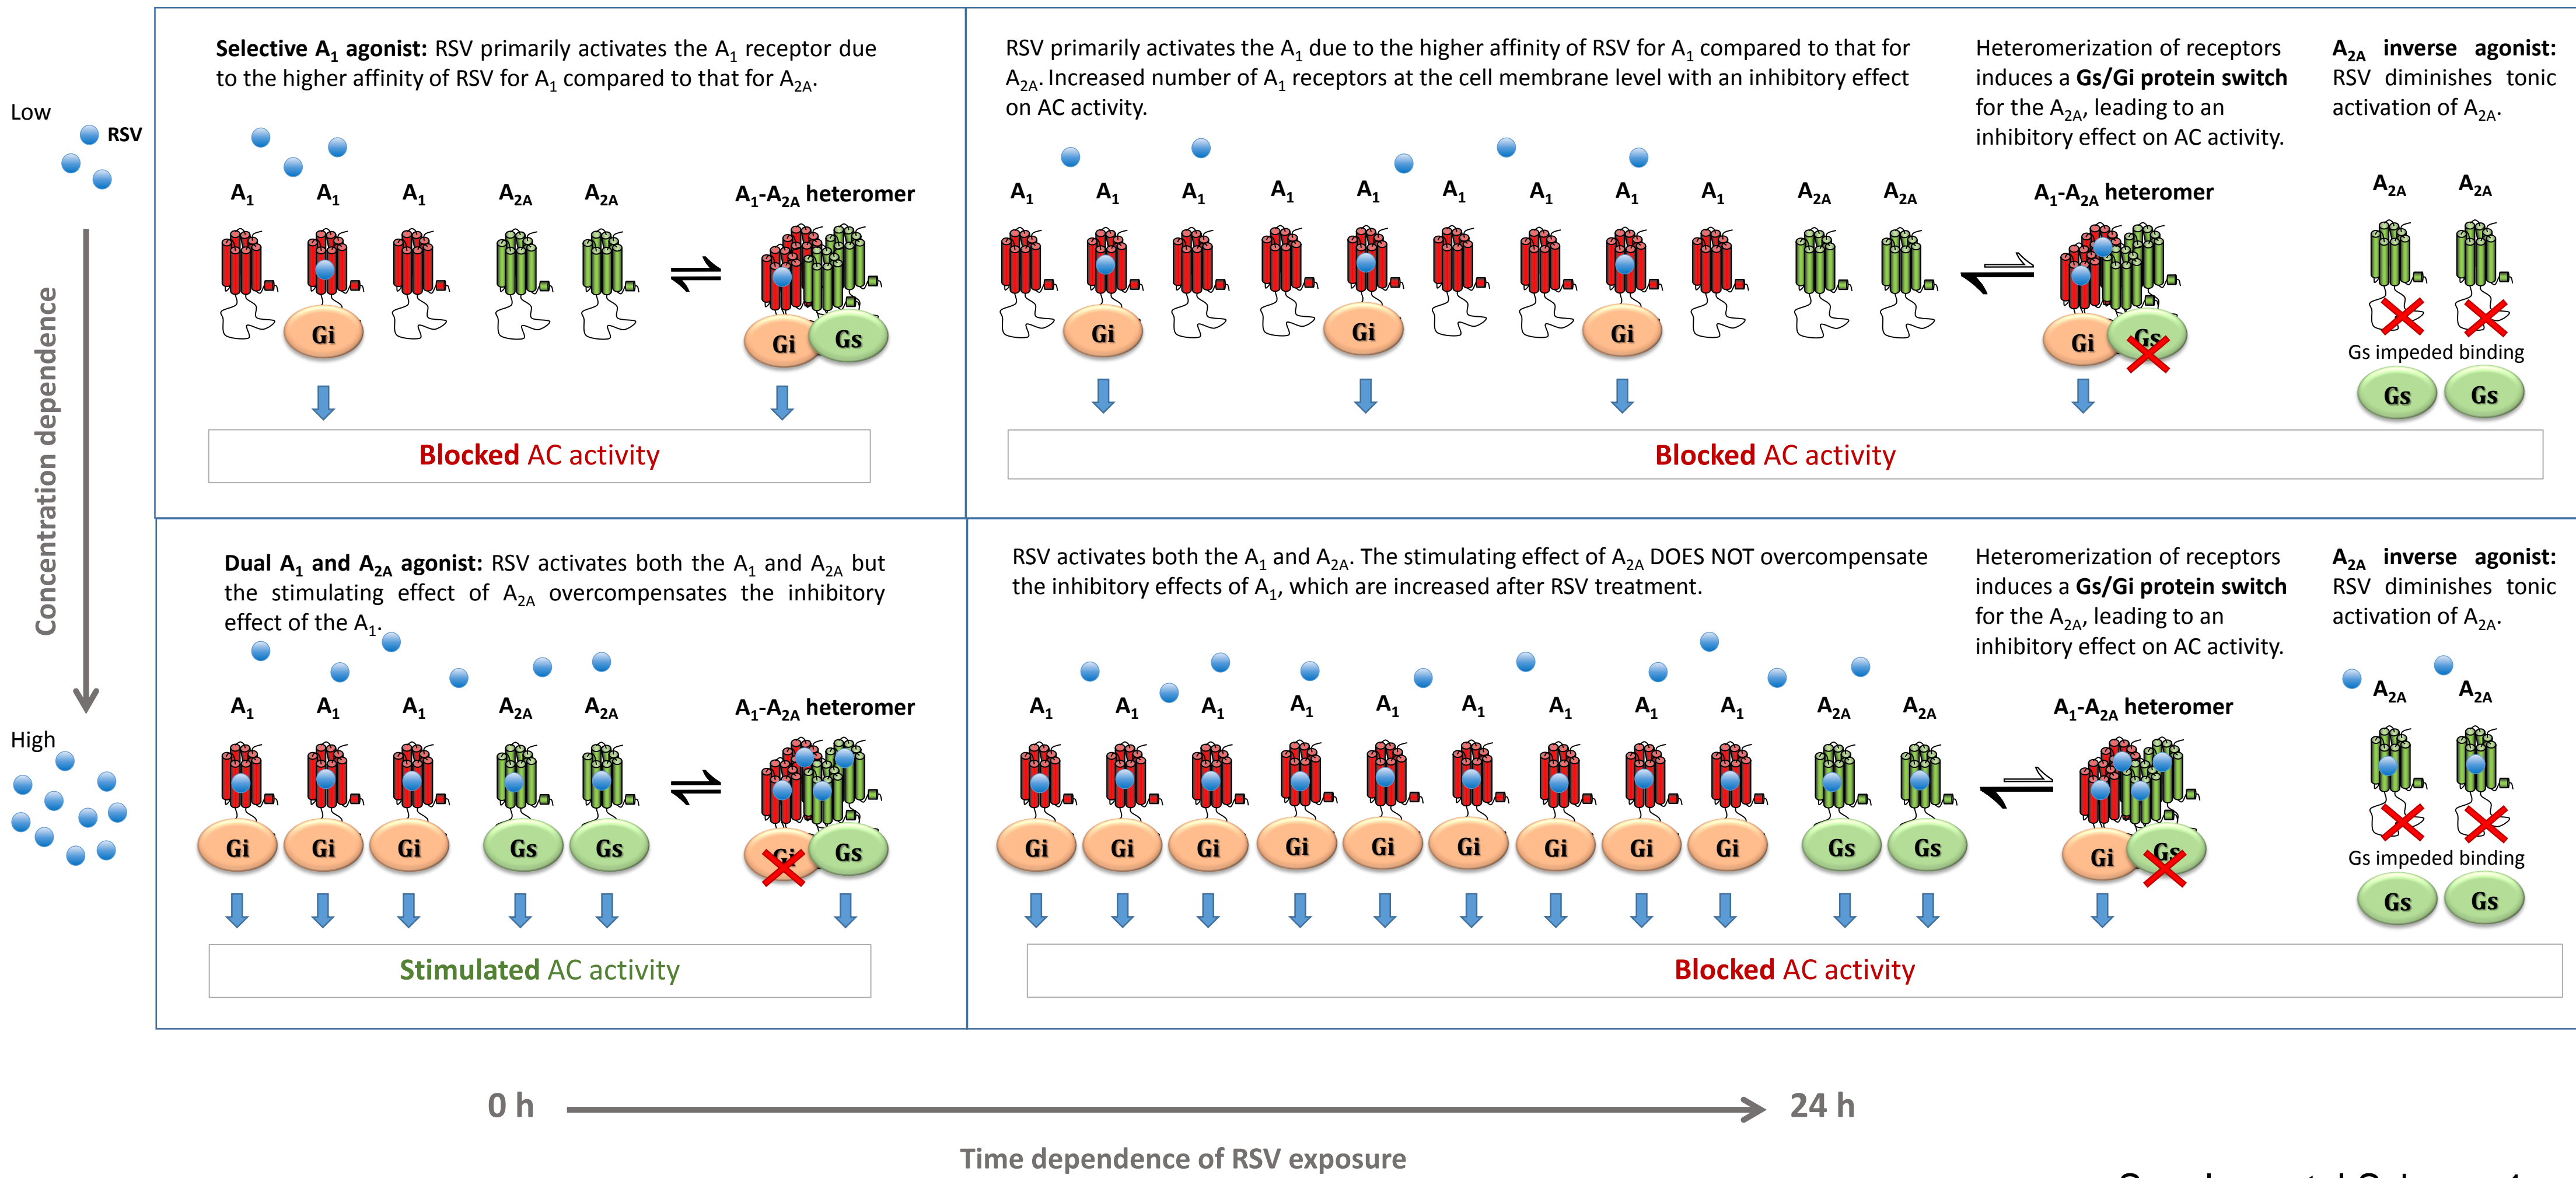 Low
RSV
Concentration dependence
High
Selective A1 agonist: RSV primarily activates the A1 receptor due
to the higher affinity of RSV for A1 compared to that for A2A.
A1 A1 A1 A2A A2A A1-A2A heteromer
Gi Gi Gs
Blocked AC activity
RSV primarily activates the A1 due to the higher affinity of RSV for A1 compared to that for
A2A. Increased number of A1 receptors at the cell membrane level with an inhibitory effect
on AC activity.
Heteromerization of receptors
induces a Gs/Gi protein switch
for the A2A, leading to an
inhibitory effect on AC activity.
A2A inverse agonist:
RSV diminishes tonic
activation of A2A.
A1 A1 A1 A1 A1 A1 A1 A1 A1 A2A A2A A1-A2A heteromer A2A A2A
Gi Gi Gi Gi Gs
Gs impeded binding
Gs Gs
Blocked AC activity
Dual A1 and A2A agonist: RSV activates both the A1 and A2A but
the stimulating effect of A2A overcompensates the inhibitory
effect of the A1.
A1 A1 A1 A2A A2A A1-A2A heteromer
Gi Gi Gi Gs Gs Gi Gs
Stimulated AC activity
RSV activates both the A1 and A2A. The stimulating effect of A2A DOES NOT overcompensate
the inhibitory effects of A1, which are increased after RSV treatment.
Heteromerization of receptors
induces a Gs/Gi protein switch
for the A2A, leading to an
inhibitory effect on AC activity.
A2A inverse agonist:
RSV diminishes tonic
activation of A2A.
A1 A1 A1 A1 A1 A1 A1 A1 A1 A2A A2A A1-A2A heteromer A2A A2A
Gi Gi Gi Gi Gi Gi Gi Gi Gi Gs Gs Gi Gs
Gs impeded binding
Gs Gs
Blocked AC activity
0 h 24 h
Time dependence of RSV exposure